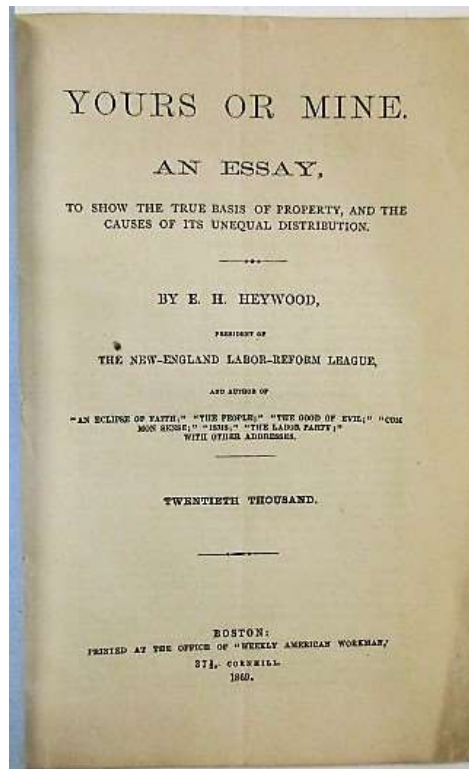 YOURS OR MINE.
AN ESSAY,
TO SHOW THE TRUE BASIS OF PROPERTY, AND THE
CAUSES OF ITS UNEQUAL DISTRIBUTION.
BY E. H. HEYWOOD,
PRESIDENT OF
THE NEW-ENGLAND LABOR-REFORM LEAGUE,
AND AUTHOR OF
"AN ECLIPSE OF FAITH;" "THE PEOPLE;" "THE GOOD OF EVIL;" "COM
MON SENSE;" "ISMS;" "THE LABOR PARTY;"
WITH OTHER ADDRESSES.
TWENTIETH THOUSAND.
BOSTON:
PRINTED AT THE OFFICE OF "WEEKLY AMERICAN WORKMAN,"
37½, CORNHILL.
1869.